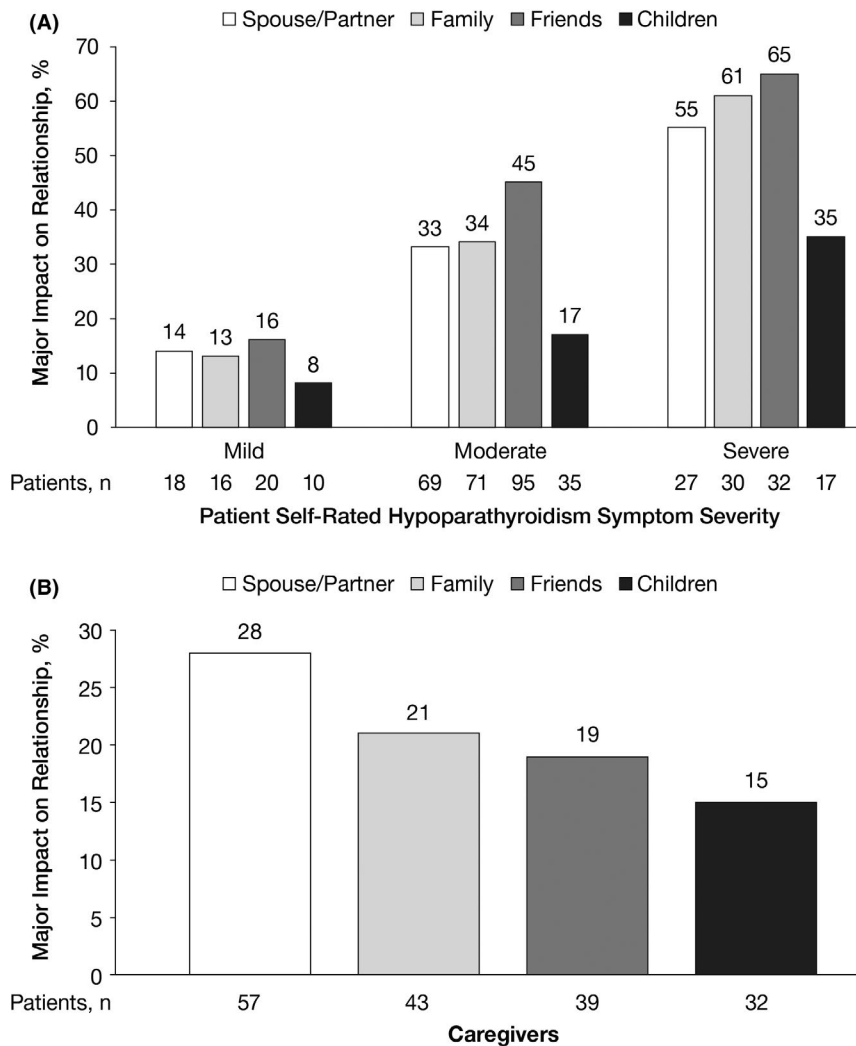 (A)
Spouse/Partner Family Friends Children
Major Impact on Relationship, %
70
60
50
40
30
20
10
0
14 13 16 8
33 34 45 17
55 61 65 35
Mild Moderate Severe
Patients, n 18 16 20 10 69 71 95 35 27 30 32 17
Patient Self-Rated Hypoparathyroidism Symptom Severity
(B)
Spouse/Partner Family Friends Children
Major Impact on Relationship, %
30
25
20
15
10
5
0
28 21 19 15
Patients, n 57 43 39 32
Caregivers